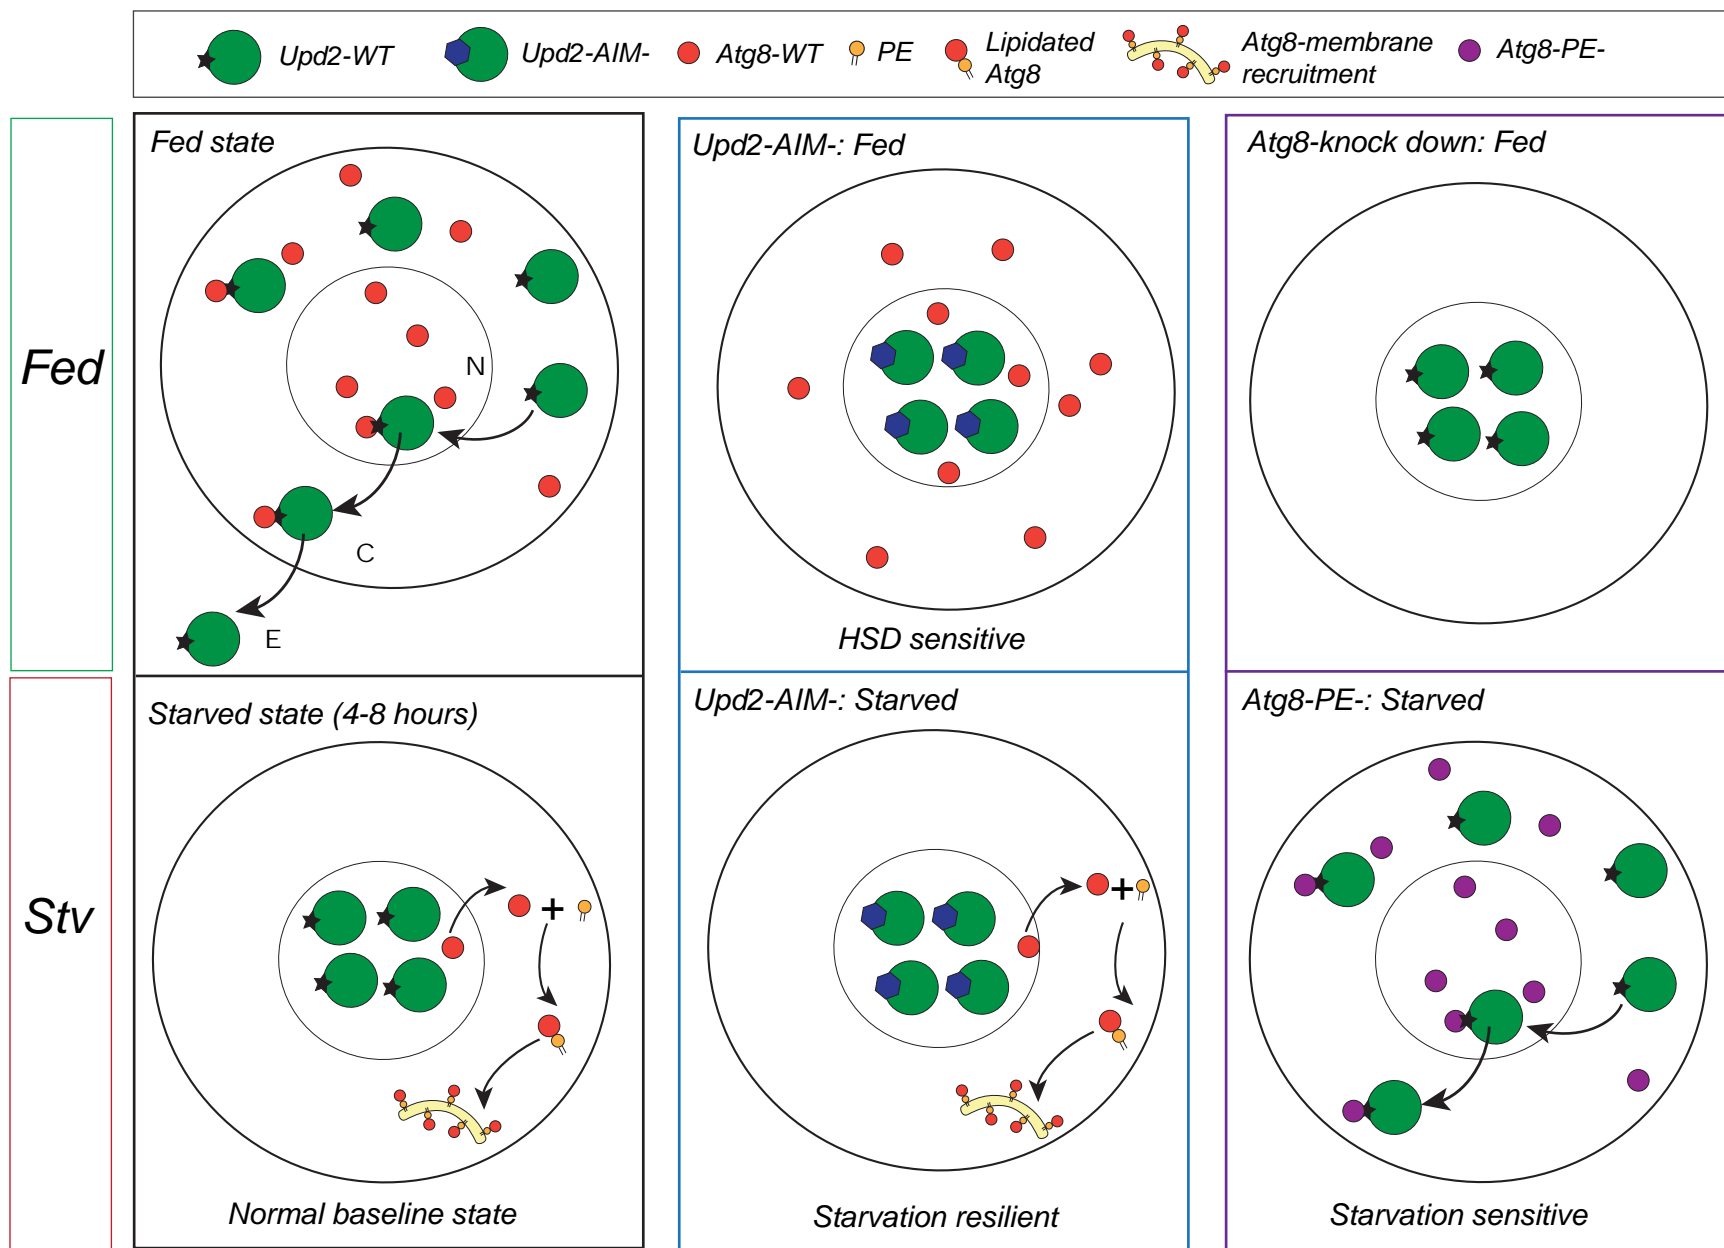 Upd2-WT
Upd2-AIM-
Atg8-WT
PE
Lipidated
Atg8
Atg8-membrane
recruitment
Atg8-PE-
Fed
Fed state
N
C
E
Upd2-AIM-: Fed
HSD sensitive
Atg8-knock down: Fed
Stv
Starved state (4-8 hours)
+
Normal baseline state
Upd2-AIM-: Starved
+
Starvation resilient
Atg8-PE-: Starved
Starvation sensitive